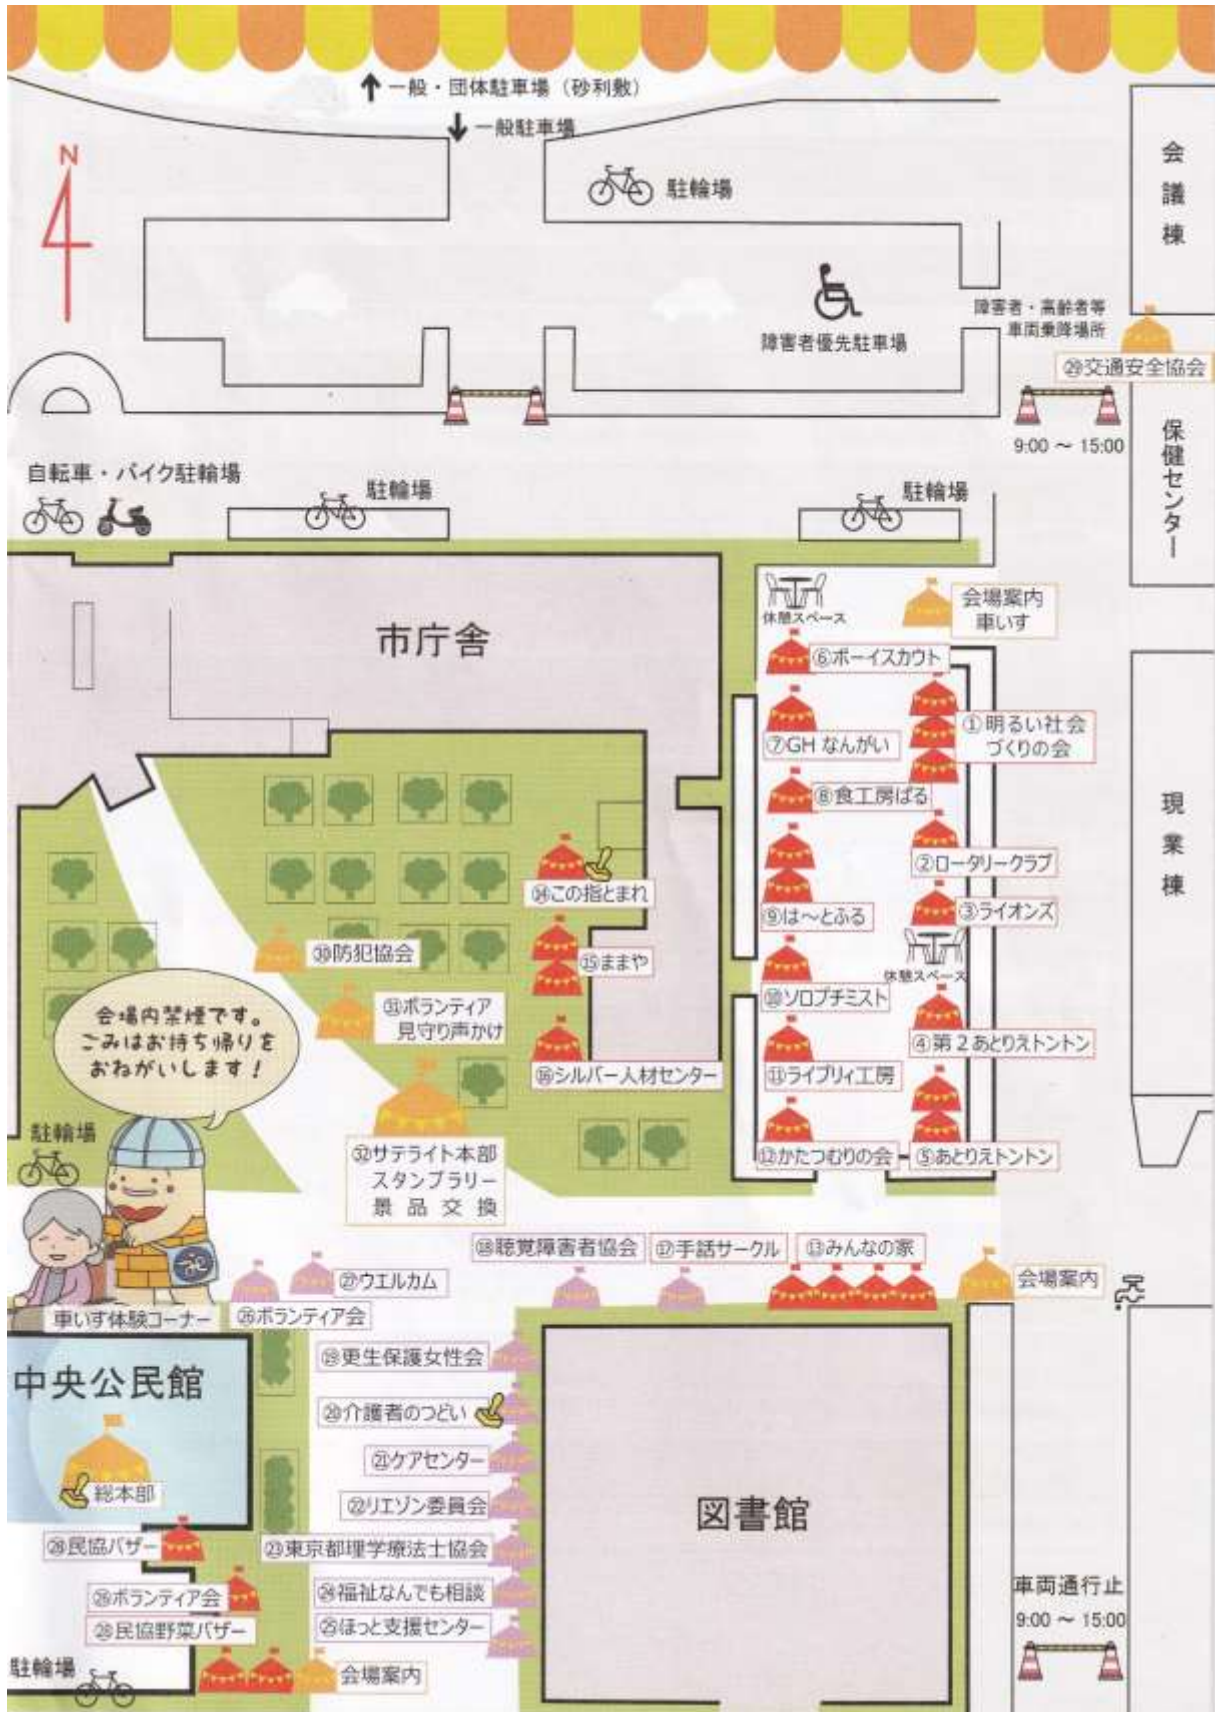 一般・団体駐車場（砂利敷）
一般駐車場
N
駐輪場
会議棟
障害者優先駐車場
障害者・高齢者等
車両乗降場所
㉙交通安全協会
9:00 ～ 15:00
保健センター
自転車・バイク駐輪場
駐輪場
駐輪場
市庁舎
休憩スペース
会場案内
車いす
⑥ボーイスカウト
①明るい社会
づくりの会
⑦GH なんがい
⑧食工房ぱる
現業棟
②ロータリークラブ
⑭この指とまれ
③ライオンズ
⑨は～とふる
㉚防犯協会
⑮ままや
休憩スペース
⑩ソロプチミスト
㉛ボランティア
見守り声かけ
会場内禁煙です。
ごみはお持ち帰りを
おねがいします！
④第２あとりえトントン
⑯シルバー人材センター
⑪ライブリィ工房
駐輪場
㉜サテライト本部
スタンプラリー
景品交換
⑫かたつむりの会
⑤あとりえトントン
⑱聴覚障害者協会
⑰手話サークル
⑬みんなの家
㉗ウエルカム
会場案内
車いす体験コーナー
㉖ボランティア会
⑲更生保護女性会
中央公民館
⑳介護者のつどい
㉑ケアセンター
総本部
㉒リエゾン委員会
図書館
㉘民協バザー
㉓東京都理学療法士協会
㉖ボランティア会
㉔福祉なんでも相談
車両通行止
9:00 ～ 15:00
㉘民協野菜バザー
㉕ほっと支援センター
駐輪場
会場案内